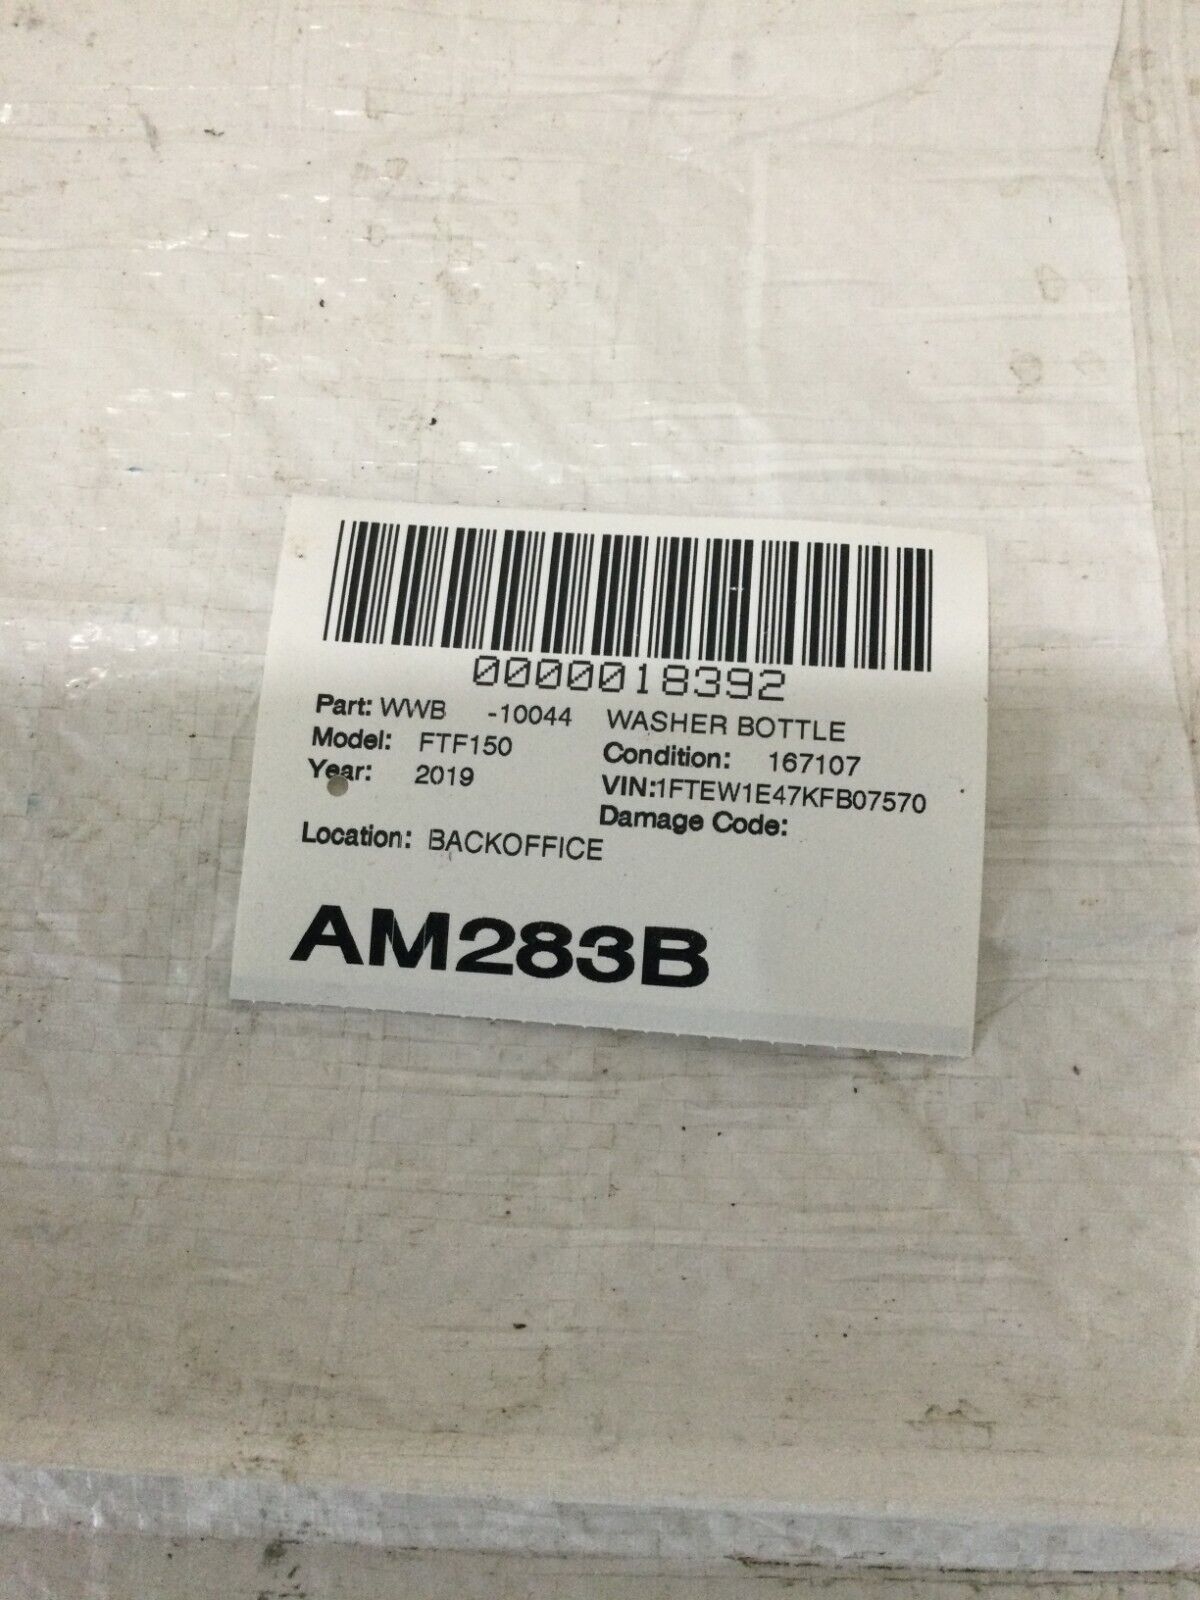 0000018392
Part: WWB -10044 WASHER BOTTLE
Model: FTF150 Condition: 167107
Year: 2019 VIN:1FTEW1E47KFB07570
Damage Code:
Location: BACKOFFICE
AM283B